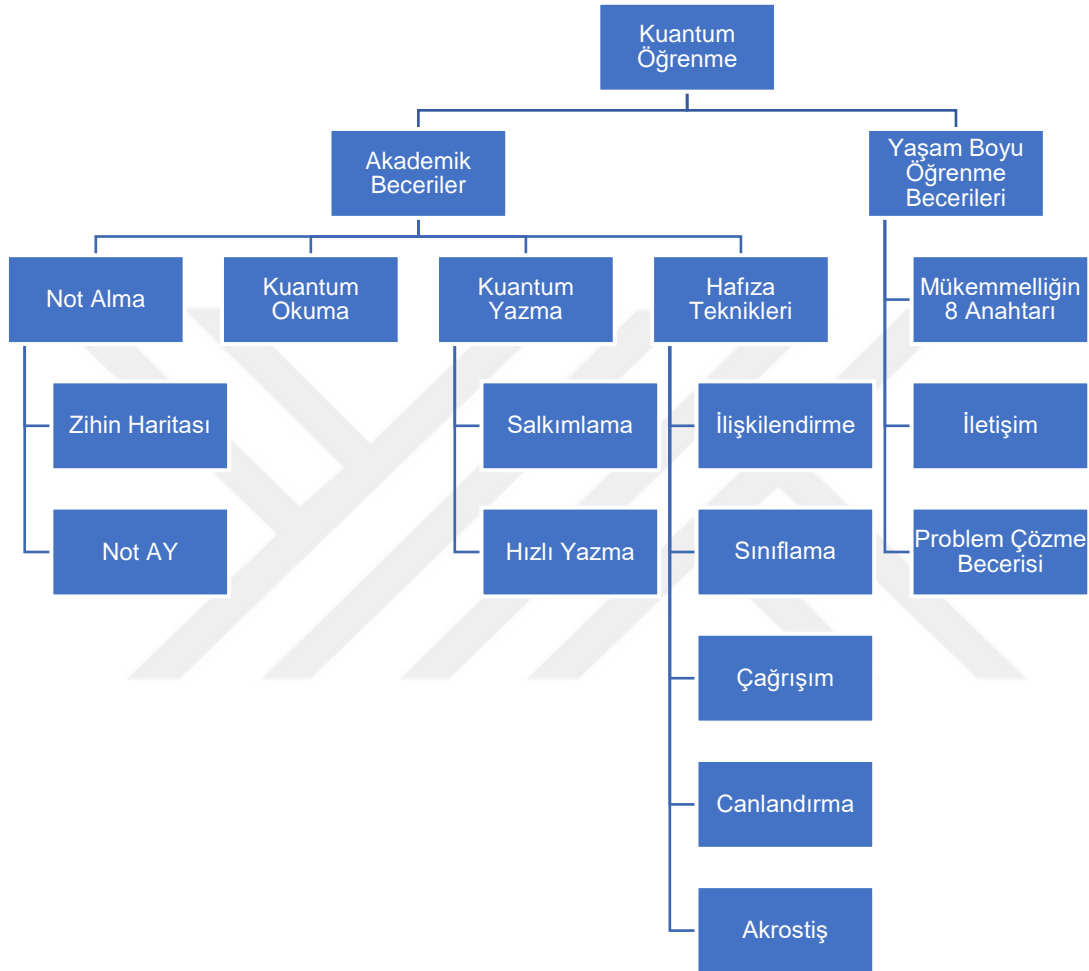 Kuantum
Öğrenme
Akademik
Beceriler
Yaşam Boyu
Öğrenme
Becerileri
Not Alma
Kuantum
Okuma
Kuantum
Yazma
Hafıza
Teknikleri
Mükemmelliğin
8 Anahtarı
Zihin Haritası
Salkımlama
İlişkilendirme
İletişim
Not AY
Hızlı Yazma
Sınıflama
Problem Çözme
Becerisi
Çağrışım
Canlandırma
Akrostiş